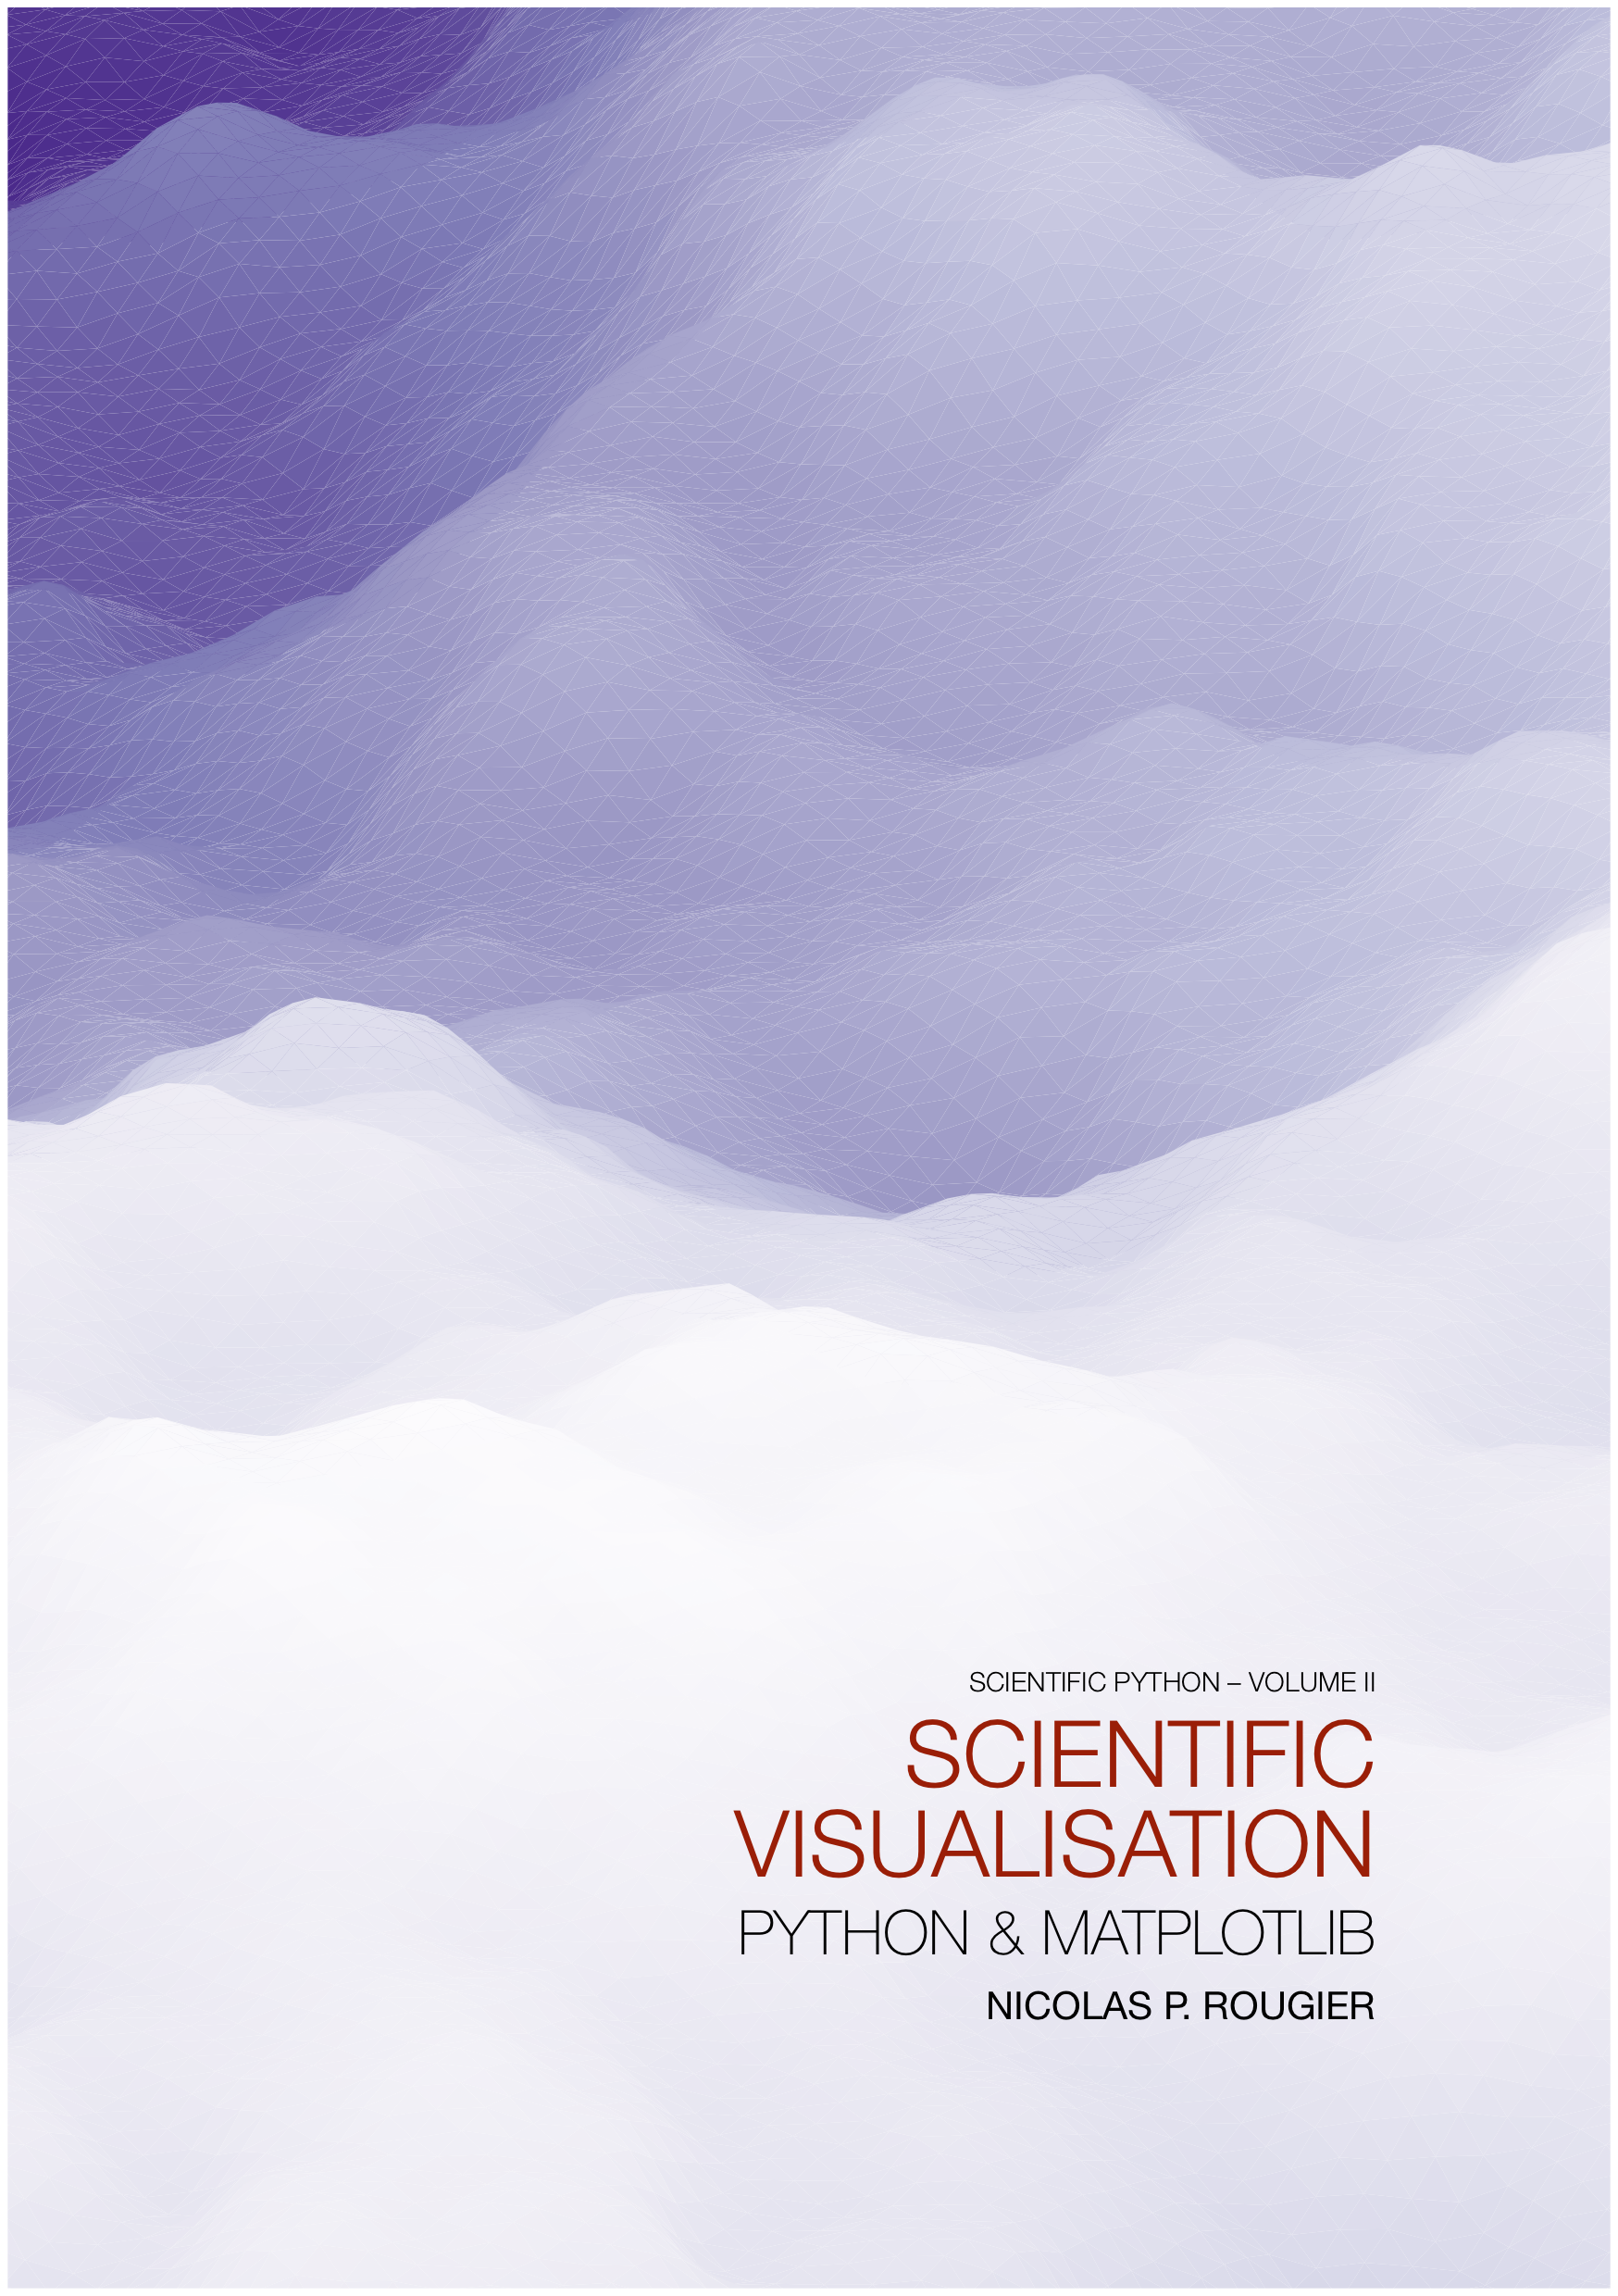 SCIENTIFIC PYTHON – VOLUME II
SCIENTIFIC
VISUALISATION
PYTHON & MATPLOTLIB
NICOLAS P. ROUGIER